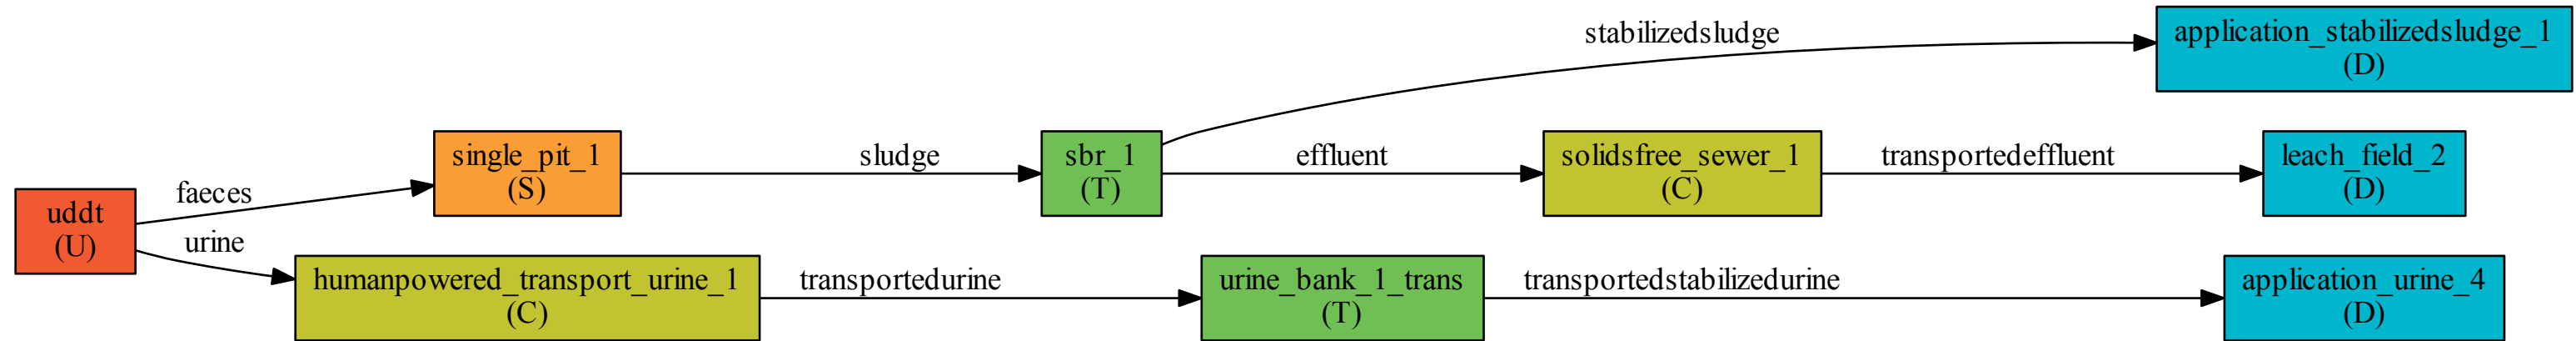 uddt
(U)
faeces
urine
single_pit_1
(S)
humanpowered_transport_urine_1
(C)
sludge
transportedurine
sbr_1
(T)
urine_bank_1_trans
(T)
stabilizedsludge
effluent
transportedstabilizedurine
solidsfree_sewer_1
(C)
transportedeffluent
application_stabilizedsludge_1
(D)
leach_field_2
(D)
application_urine_4
(D)